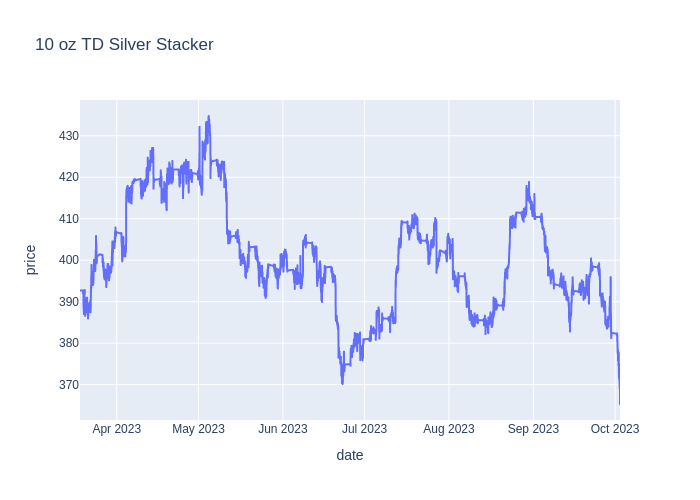 10 oz TD Silver Stacker
430
420
410
400
390
380
370
price
Apr 2023
May 2023
Jun 2023
Jul 2023
Aug 2023
Sep 2023
Oct 2023
date